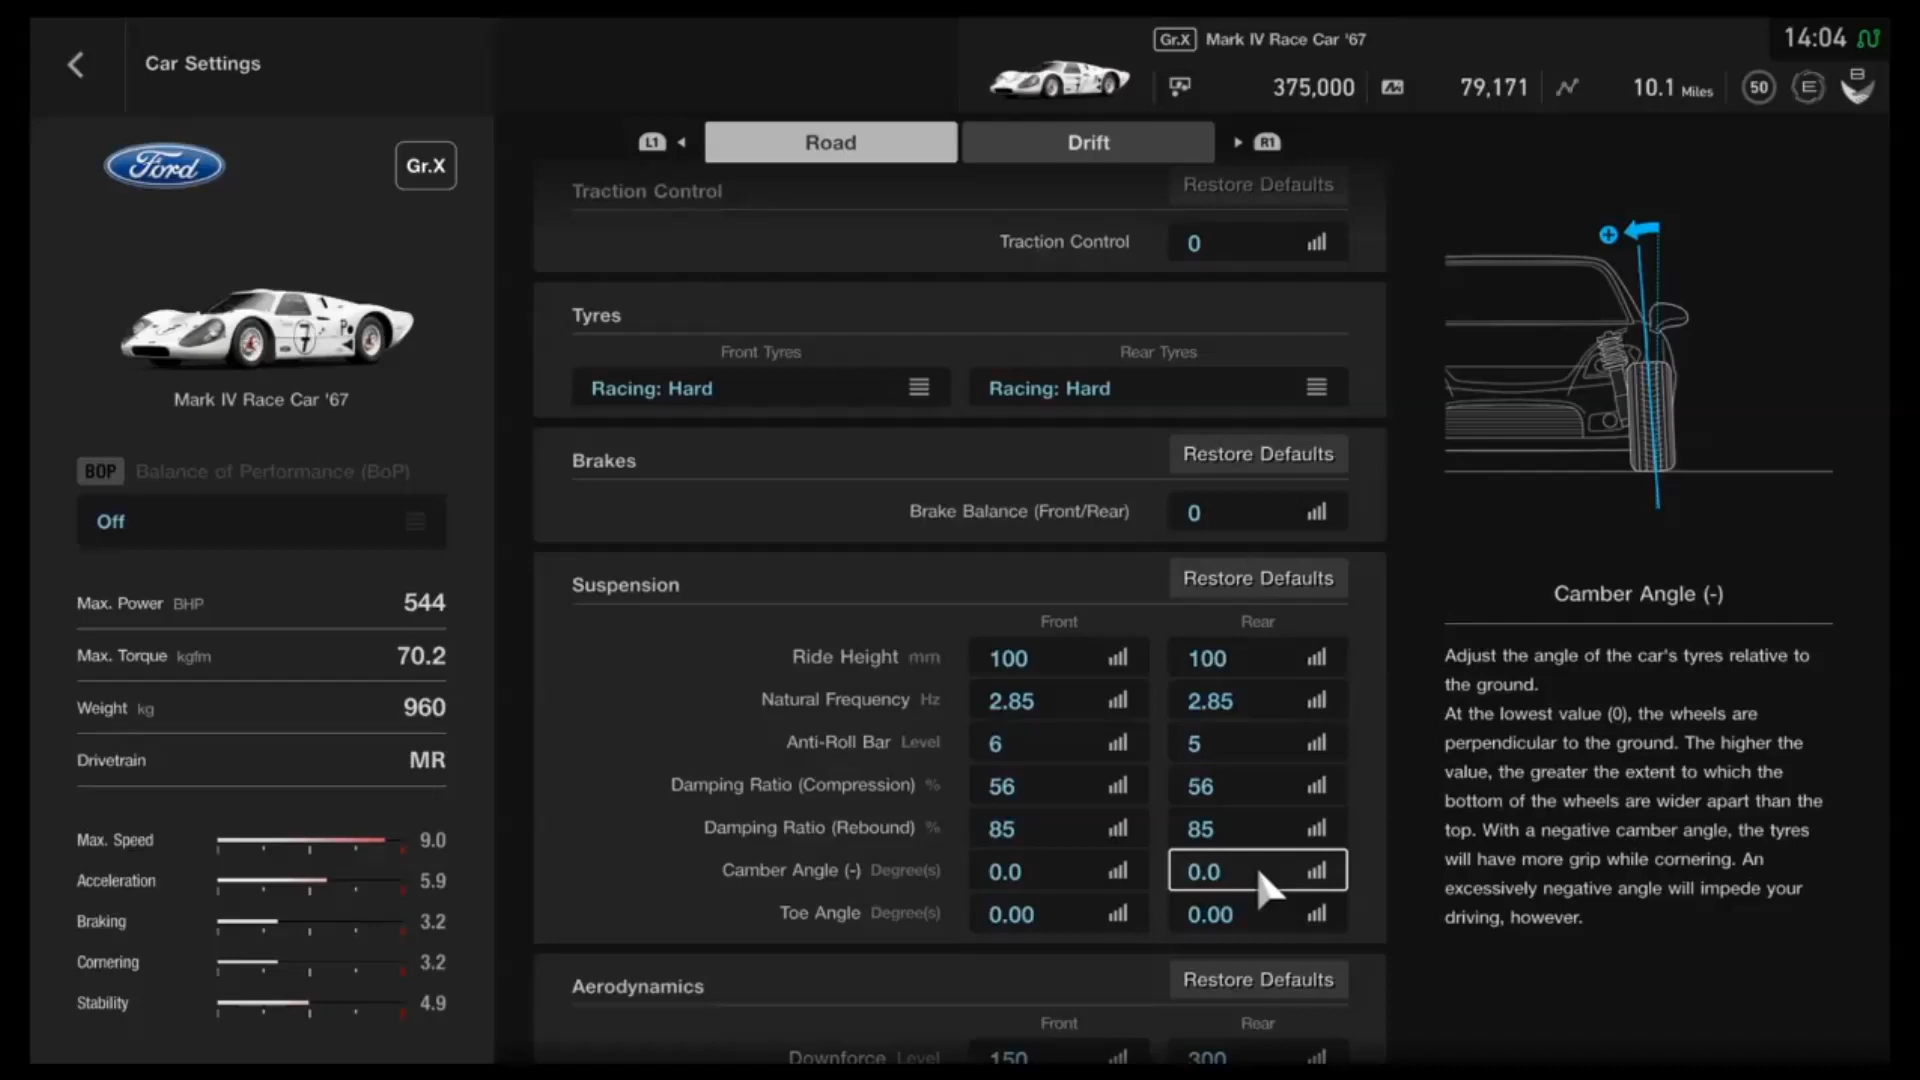 Car Settings
Gr.X Mark IV Race Car '67
14:04
375,000
79,171
10.1 Miles
50
E
B
L1
Road
Drift
R1
Ford
Gr.X
Mark IV Race Car '67
BOP Balance of Performance (BoP)
Off
Max. Power BHP 544
Max. Torque kgfm 70.2
Weight kg 960
Drivetrain MR
Max. Speed 9.0
Acceleration 5.9
Braking 3.2
Cornering 3.2
Stability 4.9
Traction Control
Restore Defaults
Traction Control 0
Tyres
Front Tyres Rear Tyres
Racing: Hard Racing: Hard
Brakes
Restore Defaults
Brake Balance (Front/Rear) 0
Suspension
Restore Defaults
Front Rear
Ride Height mm 100 100
Natural Frequency Hz 2.85 2.85
Anti-Roll Bar Level 6 5
Damping Ratio (Compression) % 56 56
Damping Ratio (Rebound) % 85 85
Camber Angle (-) Degree(s) 0.0 0.0
Toe Angle Degree(s) 0.00 0.00
Aerodynamics
Restore Defaults
Front Rear
Downforce Level 150 300
Camber Angle (-)
Adjust the angle of the car's tyres relative to
the ground.
At the lowest value (0), the wheels are
perpendicular to the ground. The higher the
value, the greater the extent to which the
bottom of the wheels are wider apart than the
top. With a negative camber angle, the tyres
will have more grip while cornering. An
excessively negative angle will impede your
driving, however.